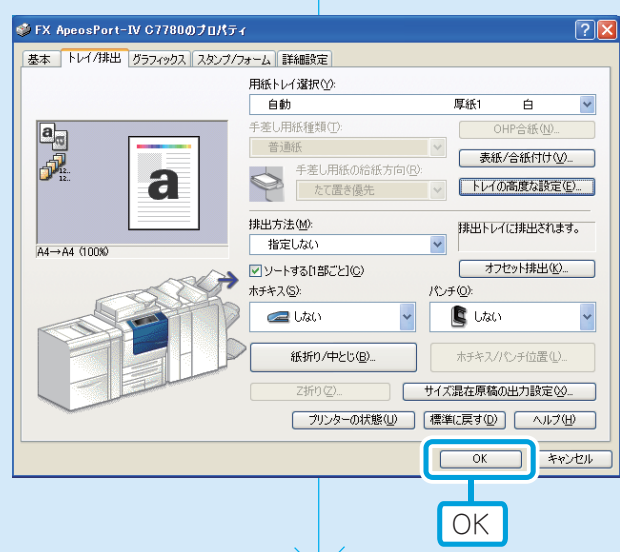 FX ApeosPort-IV C7780のプロパティ
基本 トレイ/排出 グラフィックス スタンプ/フォーム 詳細設定
用紙トレイ選択(Y):
自動 厚紙1 白
手差し用紙種類(T):
普通紙
OHP合紙(N)...
手差し用紙の給紙方向(R):
たて置き優先
表紙/合紙付け(V)...
トレイの高度な設定(E)...
a
a
12..
12..
a
A4→A4 (100%)
排出方法(M):
指定しない
排出トレイに排出されます。
ソートする[1部ごと](C)
オフセット排出(K)...
ホチキス(S):
しない
パンチ(O):
しない
紙折り/中とじ(B)...
ホチキス/パンチ位置(L)...
Z折り(Z)...
サイズ混在原稿の出力設定(X)...
プリンターの状態(U)
標準に戻す(D)
ヘルプ(H)
OK
キャンセル
OK